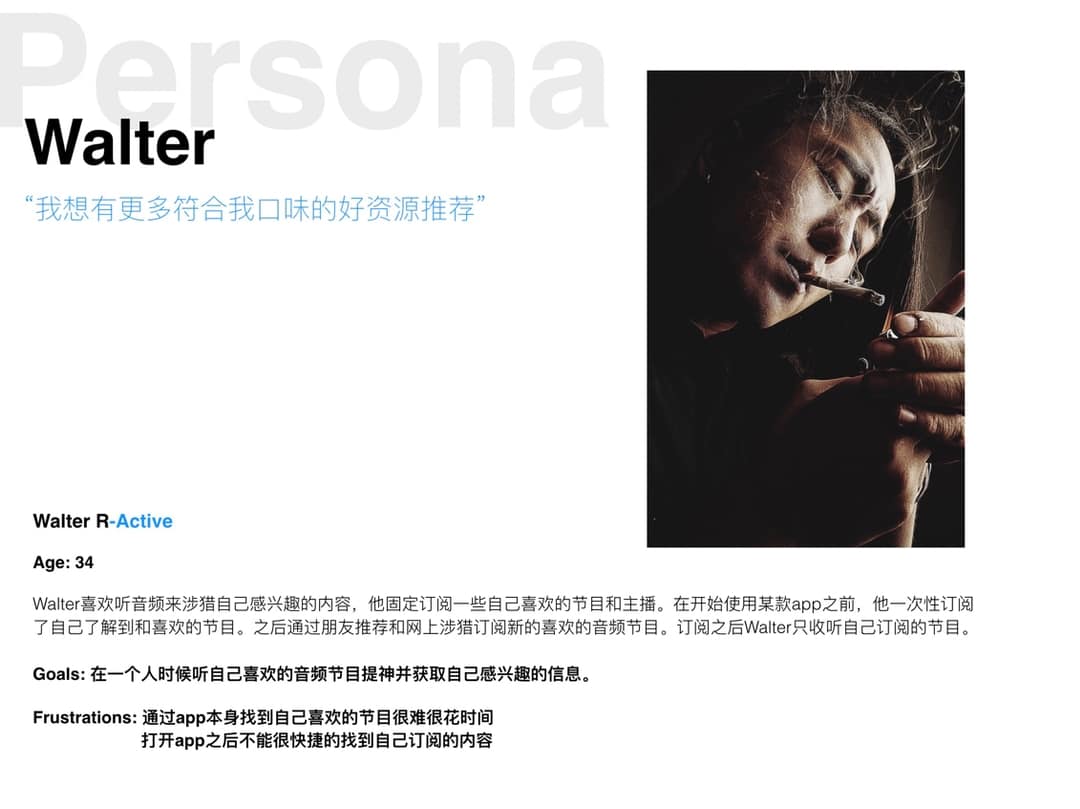 Persona
Walter
“我想有更多符合我口味的好资源推荐”
Walter R-Active
Age: 34
Walter喜欢听音频来涉猎自己感兴趣的内容，他固定订阅一些自己喜欢的节目和主播。在开始使用某款app之前，他一次性订阅
了自己了解到和喜欢的节目。之后通过朋友推荐和网上涉猎订阅新的喜欢的音频节目。订阅之后Walter只收听自己订阅的节目。
Goals: 在一个人时候听自己喜欢的音频节目提神并获取自己感兴趣的信息。
Frustrations: 通过app本身找到自己喜欢的节目很难很花时间
打开app之后不能很快捷的找到自己订阅的内容